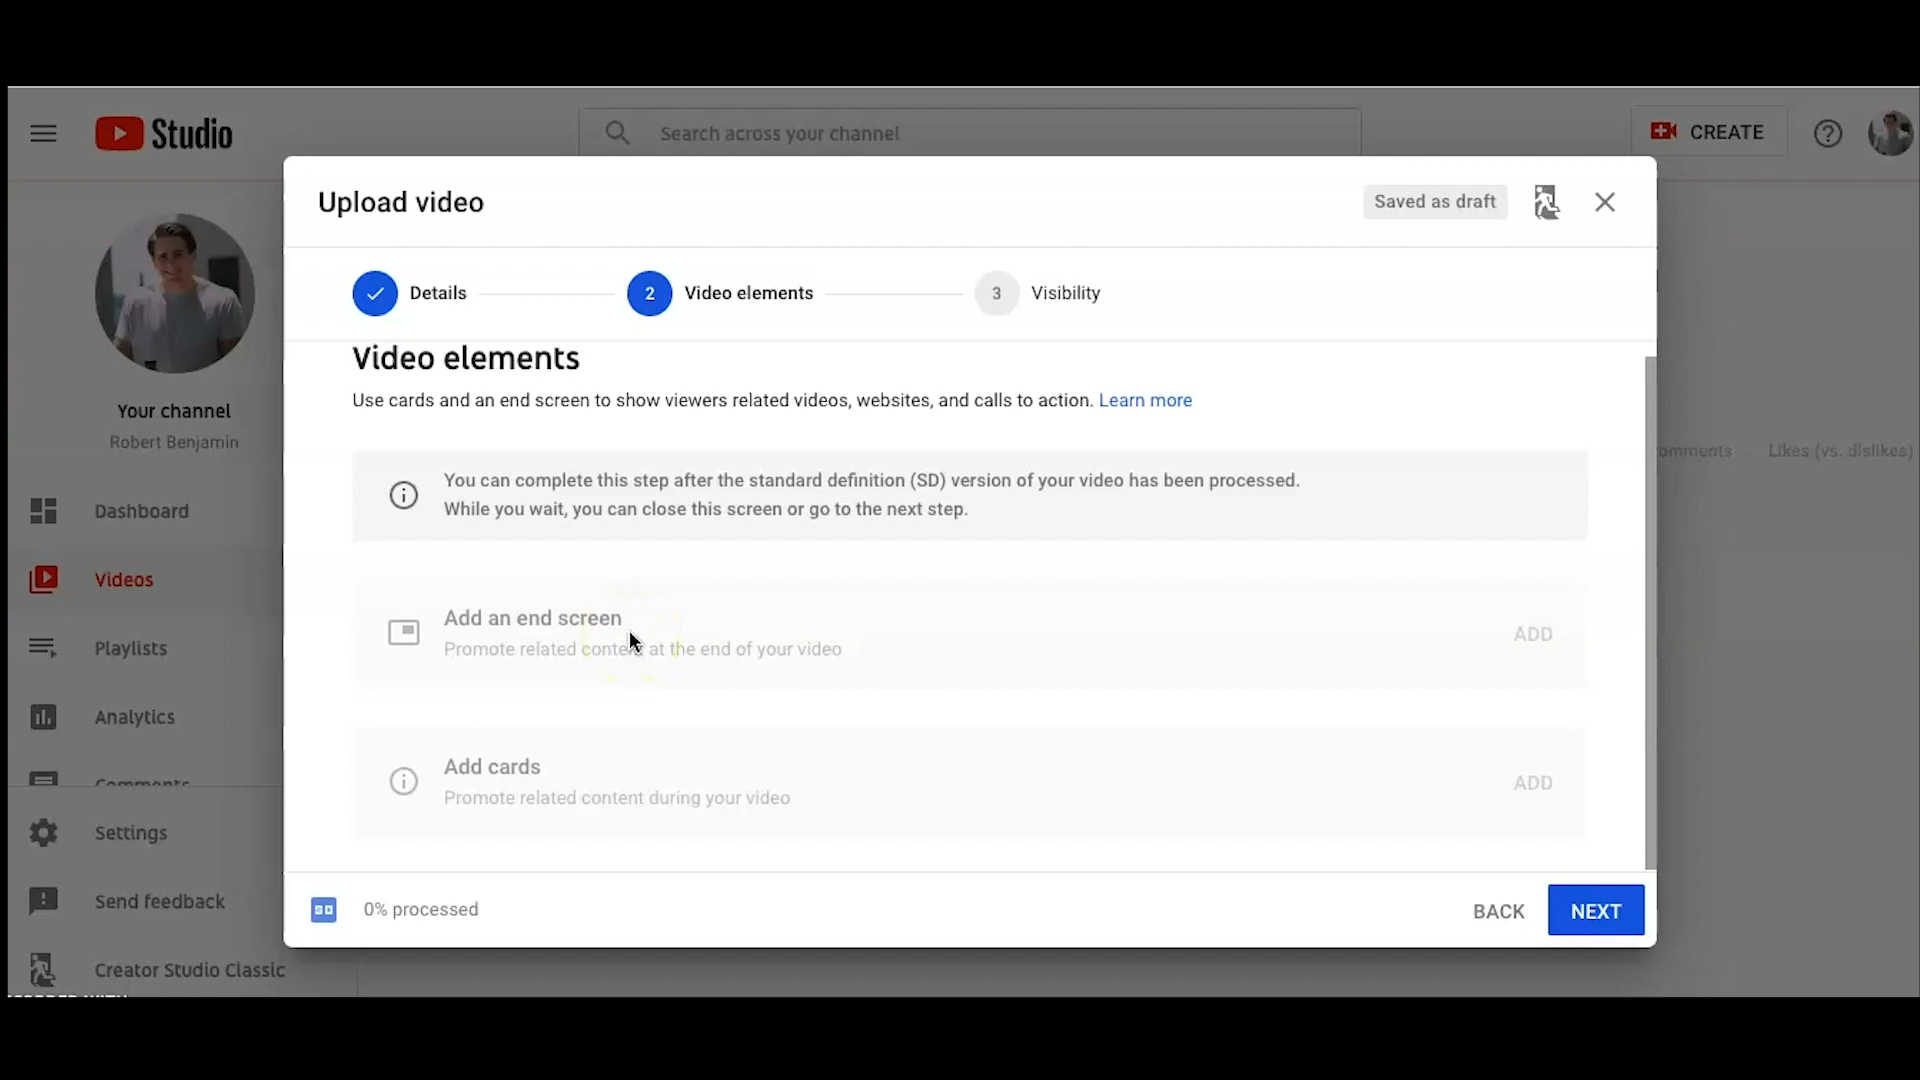 Studio
Search across your channel
CREATE
Upload video
Saved as draft
Details
2
Video elements
3
Visibility
Video elements
Use cards and an end screen to show viewers related videos, websites, and calls to action. Learn more
You can complete this step after the standard definition (SD) version of your video has been processed.
While you wait, you can close this screen or go to the next step.
Add an end screen
Promote related content at the end of your video
ADD
Add cards
Promote related content during your video
ADD
SD
0% processed
BACK
NEXT
Your channel
Robert Benjamin
Dashboard
Videos
Playlists
Analytics
Comments
Settings
Send feedback
Creator Studio Classic
Likes (vs. dislikes)